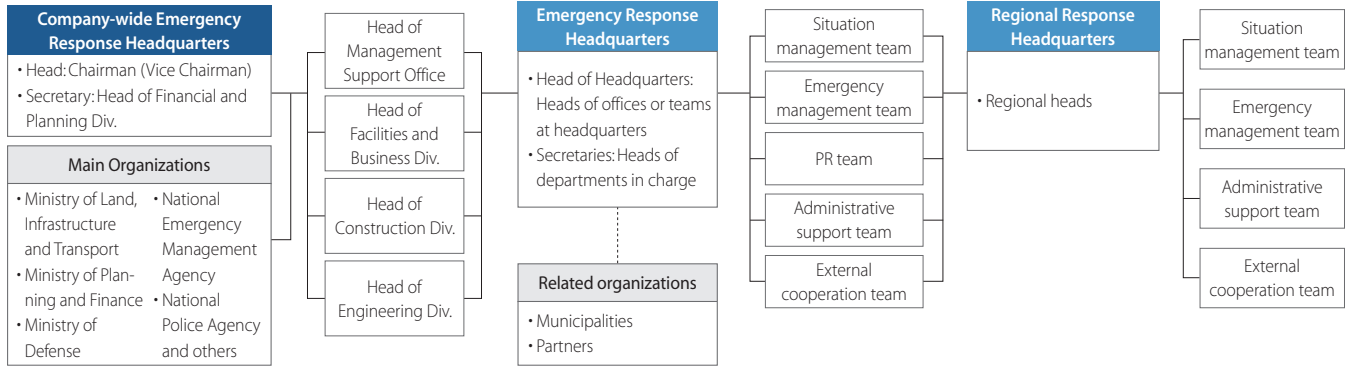 Company-wide Emergency
Response Headquarters
• Head: Chairman (Vice Chairman)
• Secretary: Head of Financial and
Planning Div.
Main Organizations
• Ministry of Land,
Infrastructure
and Transport
• Ministry of Plan-
ning and Finance
• Ministry of
Defense
• National
Emergency
Management
Agency
• National
Police Agency
and others
Head of
Management
Support Office
Head of
Facilities and
Business Div.
Head of
Construction Div.
Head of
Engineering Div.
Emergency Response
Headquarters
• Head of Headquarters:
Heads of offices or teams
at headquarters
• Secretaries: Heads of
departments in charge
Related organizations
• Municipalities
• Partners
Situation
management team
Emergency
management team
PR team
Administrative
support team
External
cooperation team
Regional Response
Headquarters
• Regional heads
Situation
management team
Emergency
management team
Administrative
support team
External
cooperation team